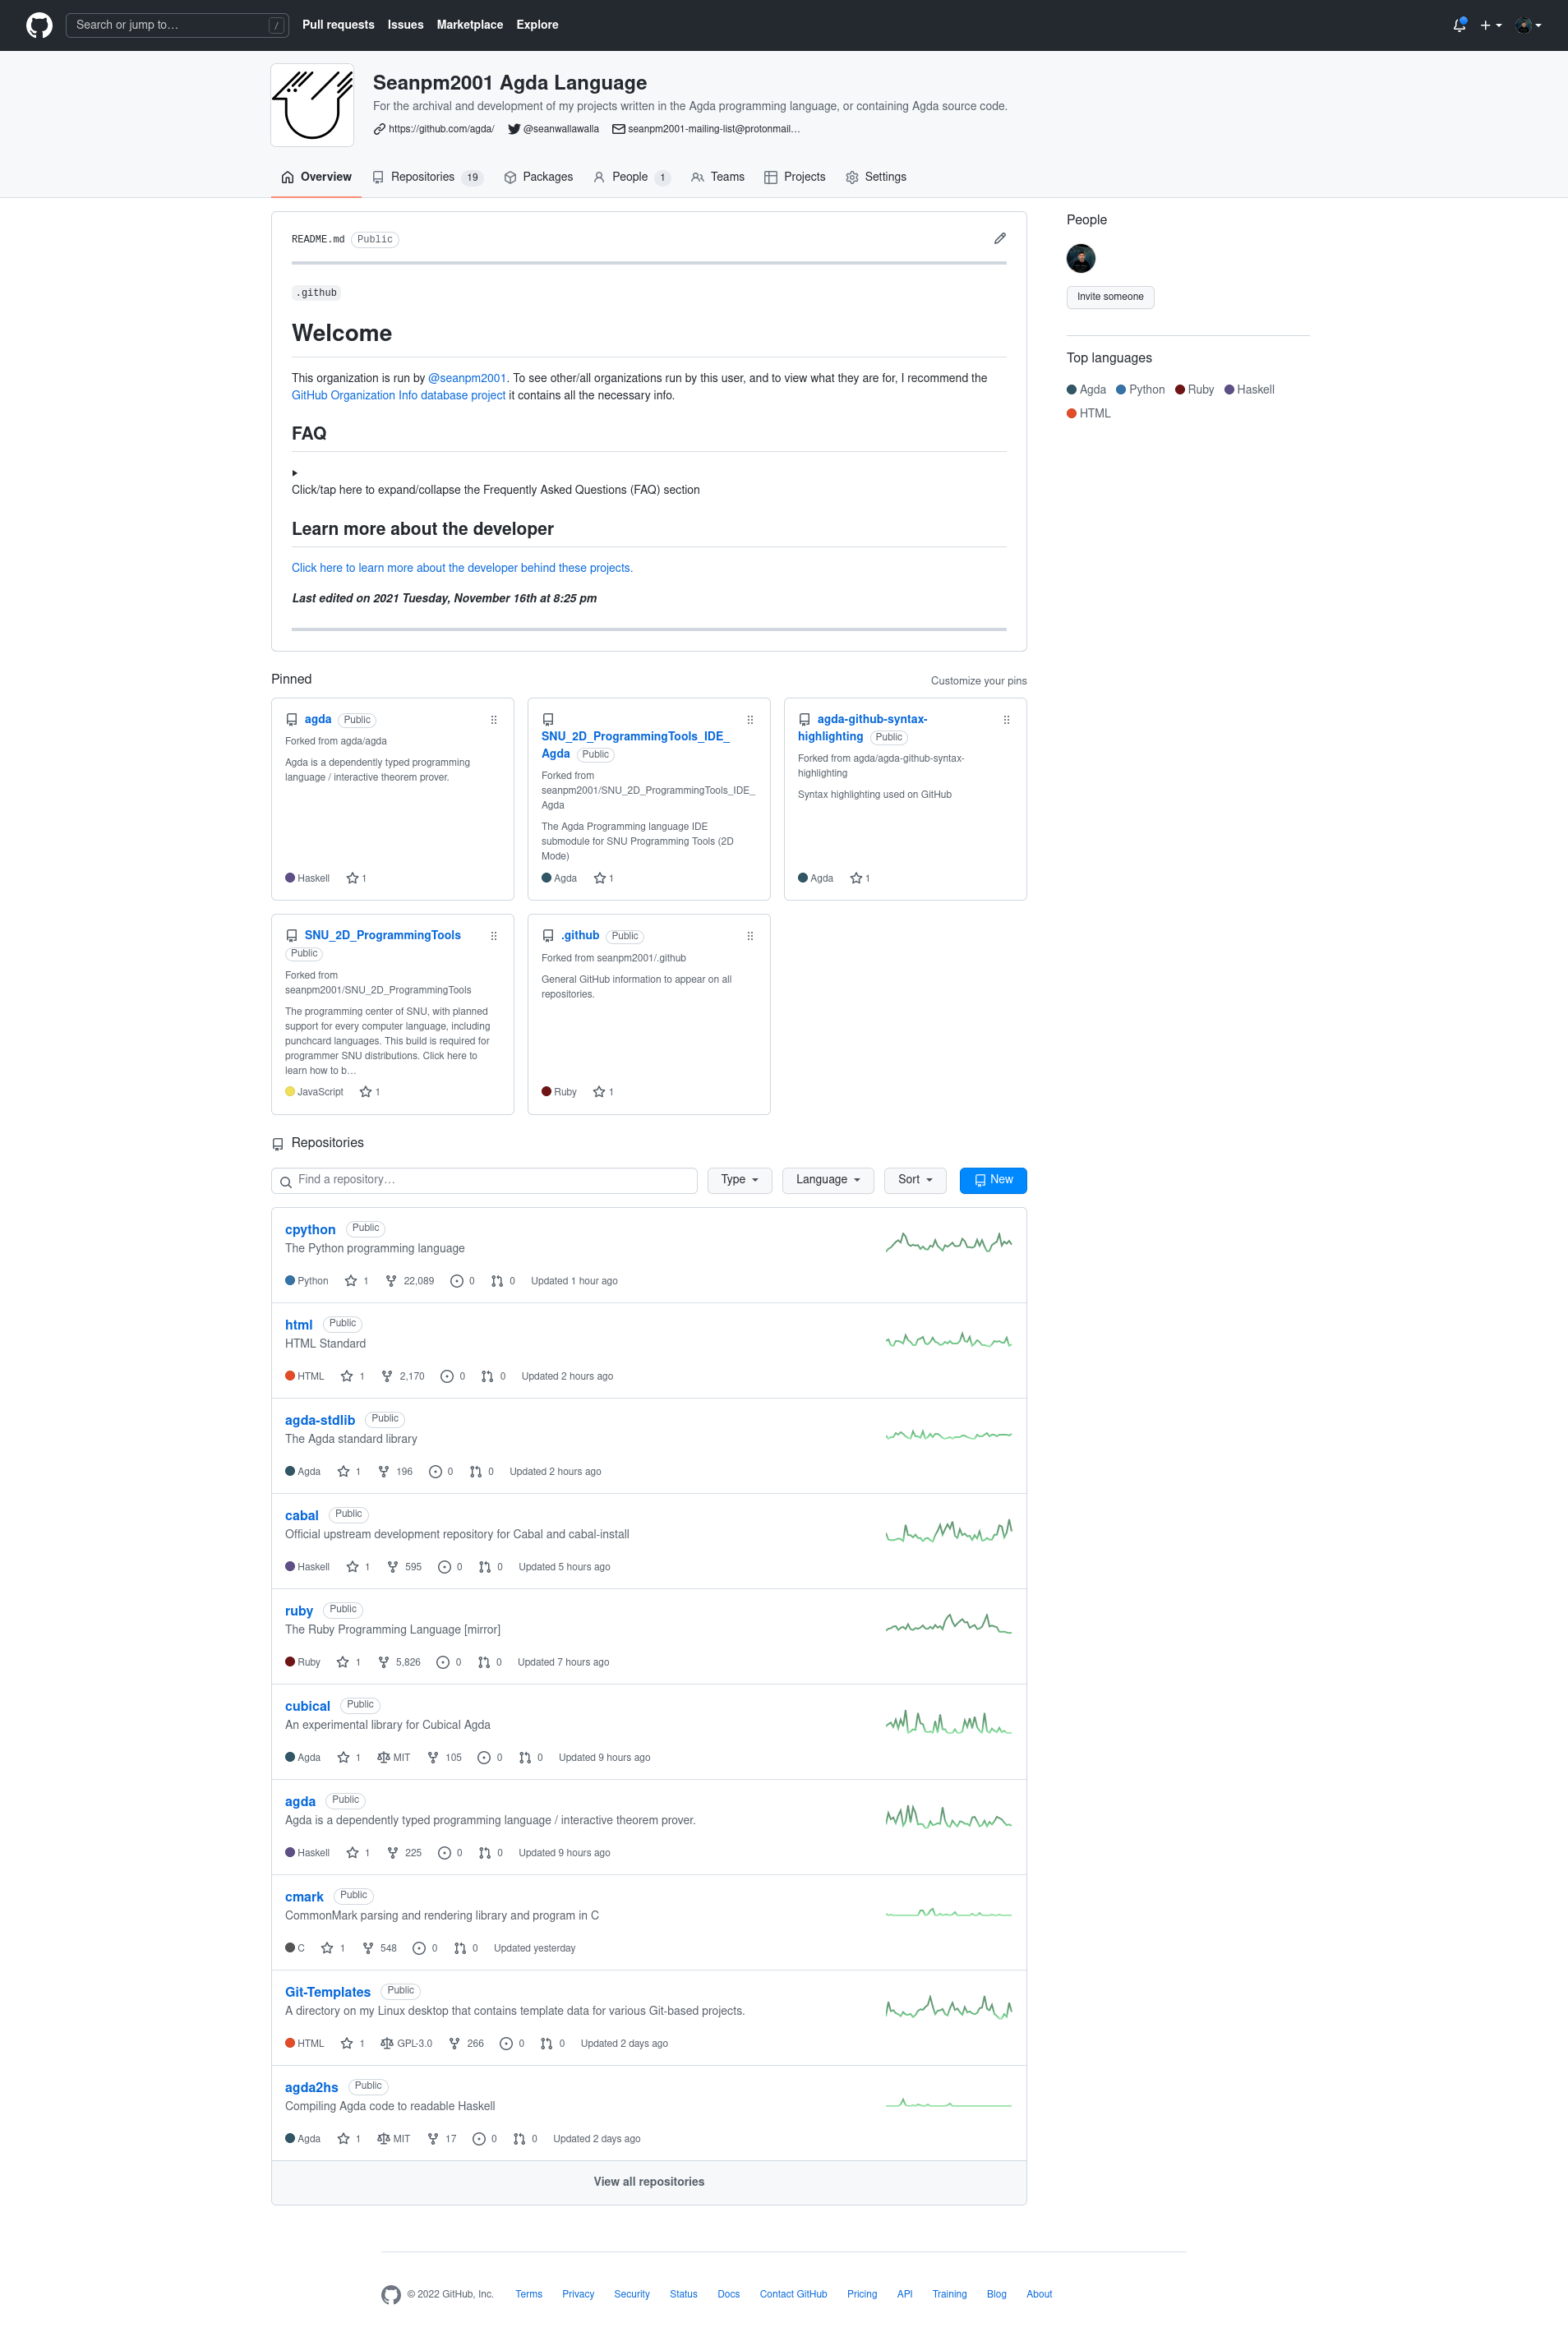 Search or jump to… /
Pull requests Issues Marketplace Explore
Seanpm2001 Agda Language
For the archival and development of my projects written in the Agda programming language, or containing Agda source code.
https://github.com/agda/ @seanwallawalla seanpm2001-mailing-list@protonmail…
Overview Repositories 19 Packages People 1 Teams Projects Settings
README.md Public
.github
Welcome
This organization is run by @seanpm2001. To see other/all organizations run by this user, and to view what they are for, I recommend the
GitHub Organization Info database project it contains all the necessary info.
FAQ
Click/tap here to expand/collapse the Frequently Asked Questions (FAQ) section
Learn more about the developer
Click here to learn more about the developer behind these projects.
Last edited on 2021 Tuesday, November 16th at 8:25 pm
People
Invite someone
Top languages
Agda Python Ruby Haskell
HTML
Pinned
Customize your pins
agda Public
Forked from agda/agda
Agda is a dependently typed programming
language / interactive theorem prover.
Haskell 1
SNU_2D_ProgrammingTools_IDE_
Agda Public
Forked from
seanpm2001/SNU_2D_ProgrammingTools_IDE_
Agda
The Agda Programming language IDE
submodule for SNU Programming Tools (2D
Mode)
Agda 1
agda-github-syntax-
highlighting Public
Forked from agda/agda-github-syntax-
highlighting
Syntax highlighting used on GitHub
Agda 1
SNU_2D_ProgrammingTools
Public
Forked from
seanpm2001/SNU_2D_ProgrammingTools
The programming center of SNU, with planned
support for every computer language, including
punchcard languages. This build is required for
programmer SNU distributions. Click here to
learn how to b…
JavaScript 1
.github Public
Forked from seanpm2001/.github
General GitHub information to appear on all
repositories.
Ruby 1
Repositories
Find a repository… Type Language Sort New
cpython Public
The Python programming language
Python 1 22,089 0 0 Updated 1 hour ago
html Public
HTML Standard
HTML 1 2,170 0 0 Updated 2 hours ago
agda-stdlib Public
The Agda standard library
Agda 1 196 0 0 Updated 2 hours ago
cabal Public
Official upstream development repository for Cabal and cabal-install
Haskell 1 595 0 0 Updated 5 hours ago
ruby Public
The Ruby Programming Language [mirror]
Ruby 1 5,826 0 0 Updated 7 hours ago
cubical Public
An experimental library for Cubical Agda
Agda 1 MIT 105 0 0 Updated 9 hours ago
agda Public
Agda is a dependently typed programming language / interactive theorem prover.
Haskell 1 225 0 0 Updated 9 hours ago
cmark Public
CommonMark parsing and rendering library and program in C
C 1 548 0 0 Updated yesterday
Git-Templates Public
A directory on my Linux desktop that contains template data for various Git-based projects.
HTML 1 GPL-3.0 266 0 0 Updated 2 days ago
agda2hs Public
Compiling Agda code to readable Haskell
Agda 1 MIT 17 0 0 Updated 2 days ago
View all repositories
© 2022 GitHub, Inc. Terms Privacy Security Status Docs Contact GitHub Pricing API Training Blog About